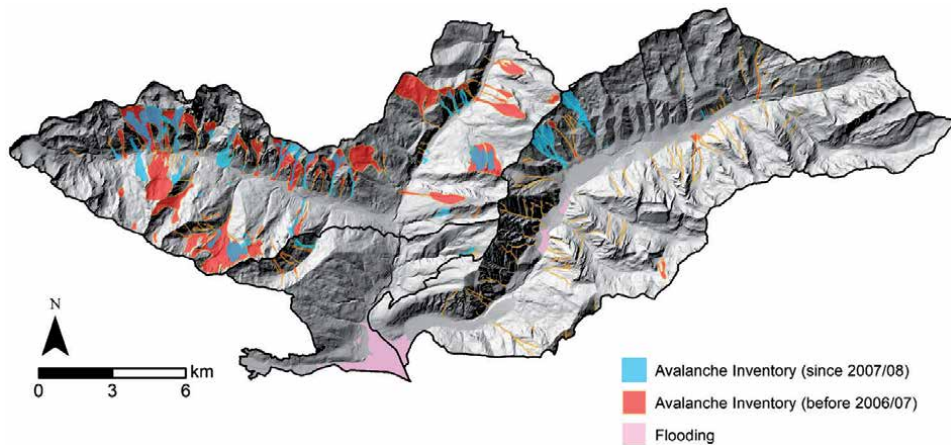 N
0 3 6 km
Avalanche Inventory (since 2007/08)
Avalanche Inventory (before 2006/07)
Flooding